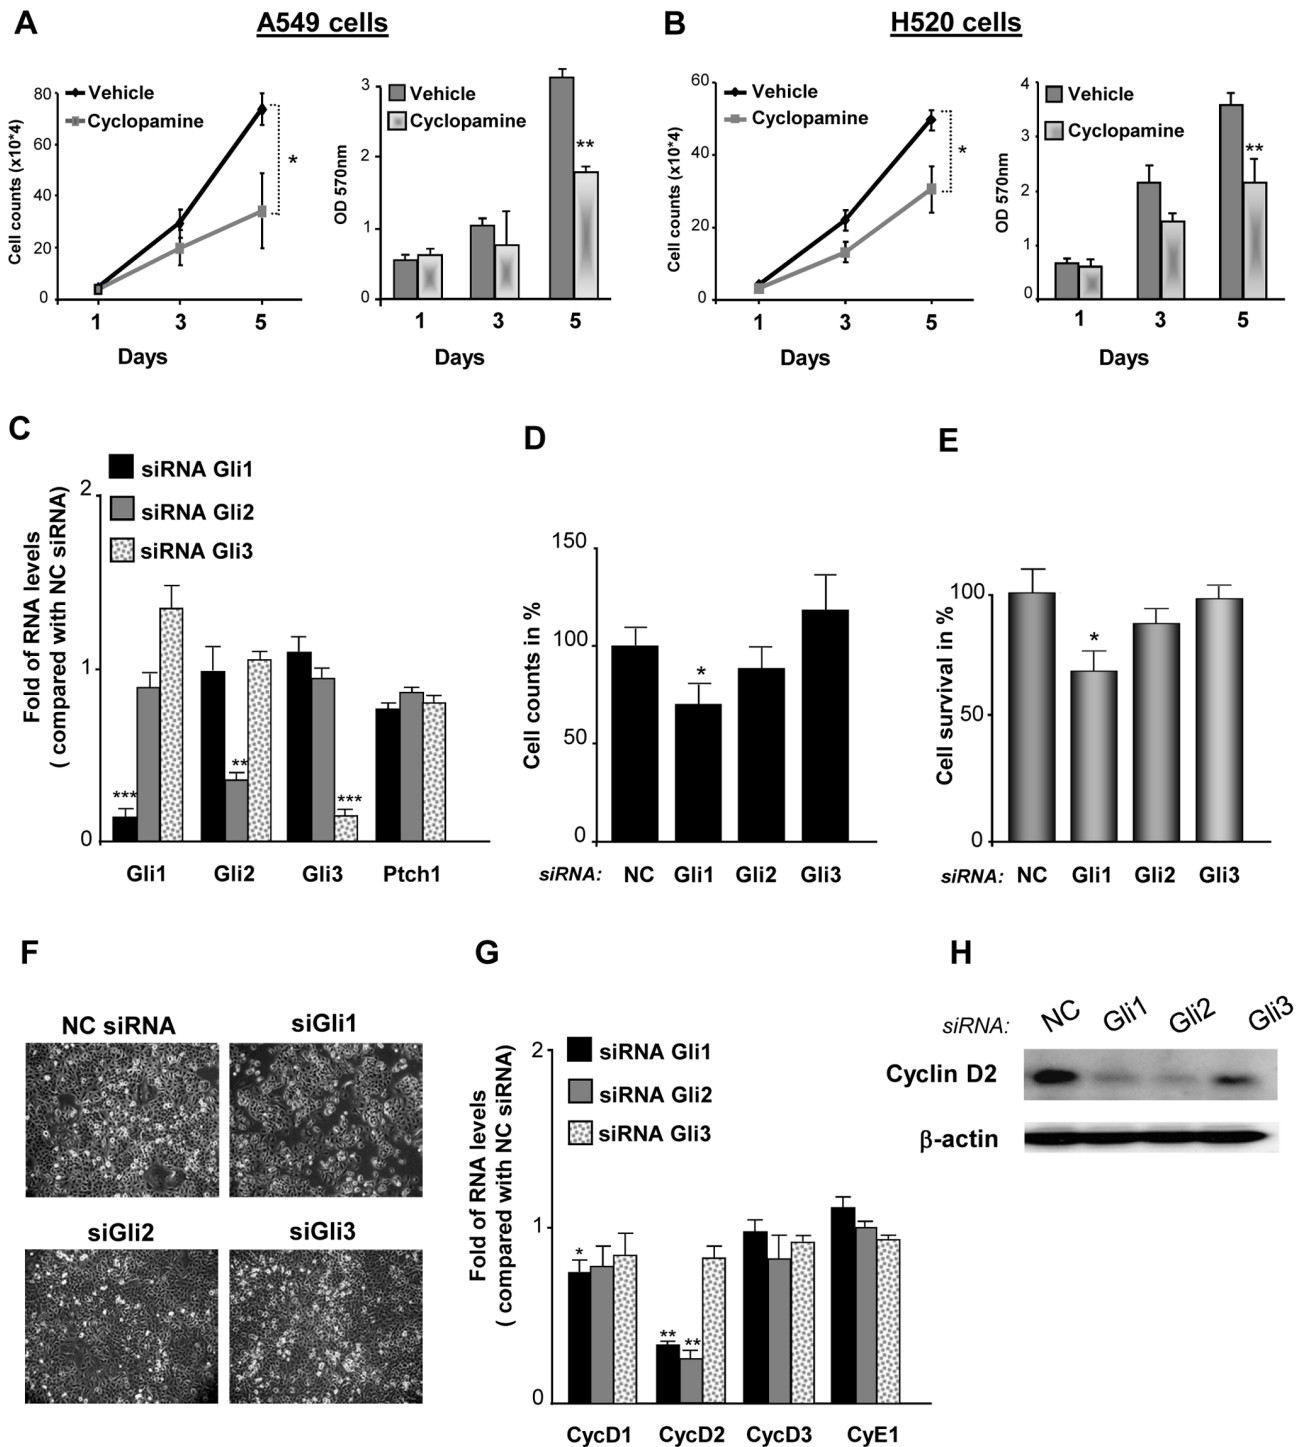 A
A549 cells
B
H520 cells
Vehicle
Cyclopamine
Cell counts (x10*4)
80
60
40
20
0
*
1 3 5
Days
Vehicle
Cyclopamine
OD 570nm
3
2
1
0
**
1 3 5
Days
Vehicle
Cyclopamine
Cell counts (x10*4)
60
40
20
0
*
1 3 5
Days
Vehicle
Cyclopamine
OD 570nm
4
3
2
1
0
**
1 3 5
Days
C
siRNA Gli1
siRNA Gli2
siRNA Gli3
Fold of RNA levels
( compared with NC siRNA)
2
1
0
***
**
***
Gli1 Gli2 Gli3 Ptch1
D
Cell counts in %
150
100
50
0
*
siRNA: NC Gli1 Gli2 Gli3
E
Cell survival in %
100
50
0
*
siRNA: NC Gli1 Gli2 Gli3
F
NC siRNA
siGli1
siGli2
siGli3
G
siRNA Gli1
siRNA Gli2
siRNA Gli3
Fold of RNA levels
( compared with NC siRNA)
2
1
0
*
**
**
CycD1 CycD2 CycD3 CyE1
H
siRNA: NC Gli1 Gli2 Gli3
Cyclin D2
β-actin